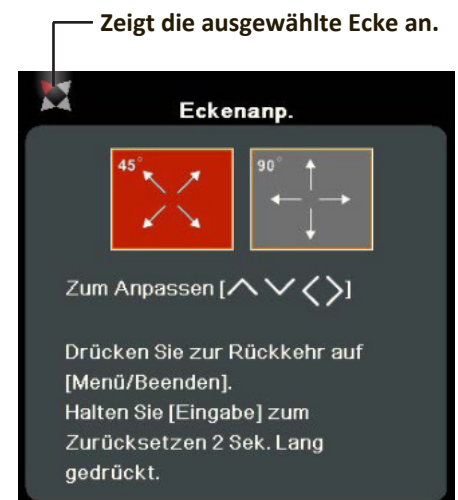 Zeigt die ausgewählte Ecke an.
Eckenanp.
45° 90°
Zum Anpassen [∧∨<>]
Drücken Sie zur Rückkehr auf
[Menü/Beenden].
Halten Sie [Eingabe] zum
Zurücksetzen 2 Sek. Lang
gedrückt.